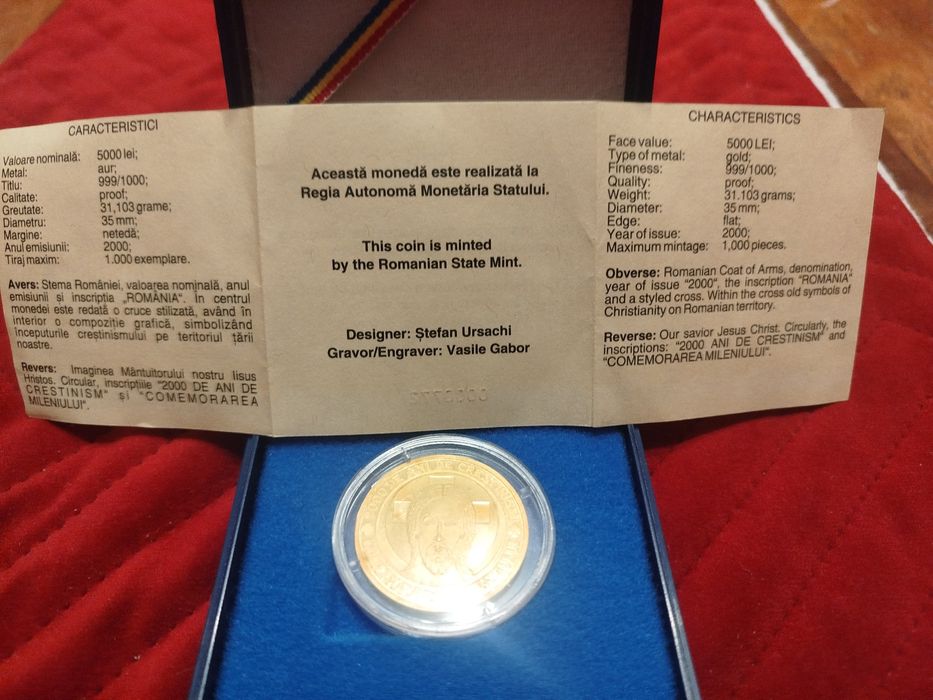 CARACTERISTICI
Valoare nominală: 5000 lei;
Metal: aur;
Titlu: 999/1000;
Calitate: proof;
Greutate: 31,103 grame;
Diametru: 35 mm;
Margine: netedă;
Anul emisiunii: 2000;
Tiraj maxim: 1.000 exemplare.
Avers: Stema României, valoarea nominală, anul
emisiunii și inscripția „ROMÂNIA". În centrul
monedei este redată o cruce stilizată, având în
interior o compoziție grafică, simbolizând
începuturile creștinismului pe teritoriul țării
noastre.
Revers: Imaginea Mântuitorului nostru Iisus
Hristos. Circular, inscripțiile "2000 DE ANI DE
CRESTINISM" și "COMEMORAREA
MILENIULUI".
Această monedă este realizată la
Regia Autonomă Monetăria Statului.
This coin is minted
by the Romanian State Mint.
Designer: Ștefan Ursachi
Gravor/Engraver: Vasile Gabor
CHARACTERISTICS
Face value: 5000 LEI;
Type of metal: gold;
Fineness: 999/1000;
Quality: proof;
Weight: 31.103 grams;
Diameter: 35 mm;
Edge: flat;
Year of issue: 2000;
Maximum mintage: 1,000 pieces.
Obverse: Romanian Coat of Arms, denomination,
year of issue "2000", the inscription "ROMANIA"
and a styled cross. Within the cross old symbols of
Christianity on Romanian territory.
Reverse: Our savior Jesus Christ. Circularly, the
inscriptions: "2000 ANI DE CRESTINISM" and
"COMEMORAREA MILENIULUI".
ANI DE